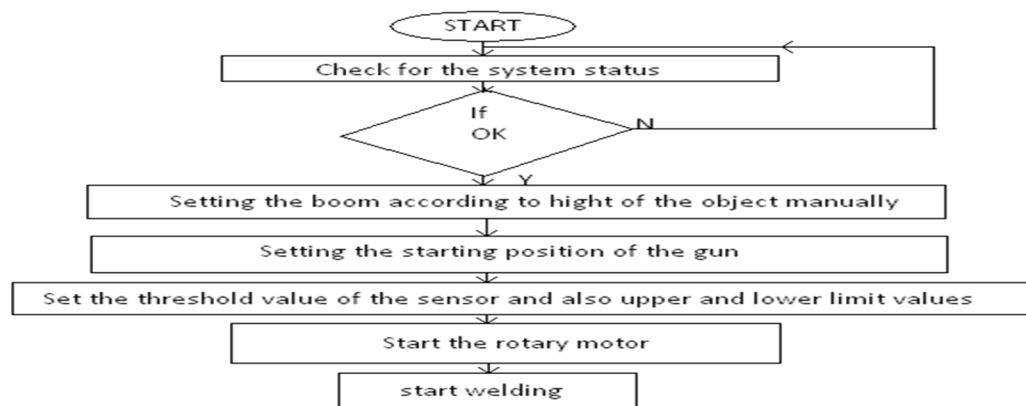 START
Check for the system status
If
OK
N
Y
Setting the boom according to hight of the object manually
Setting the starting position of the gun
Set the threshold value of the sensor and also upper and lower limit values
Start the rotary motor
start welding